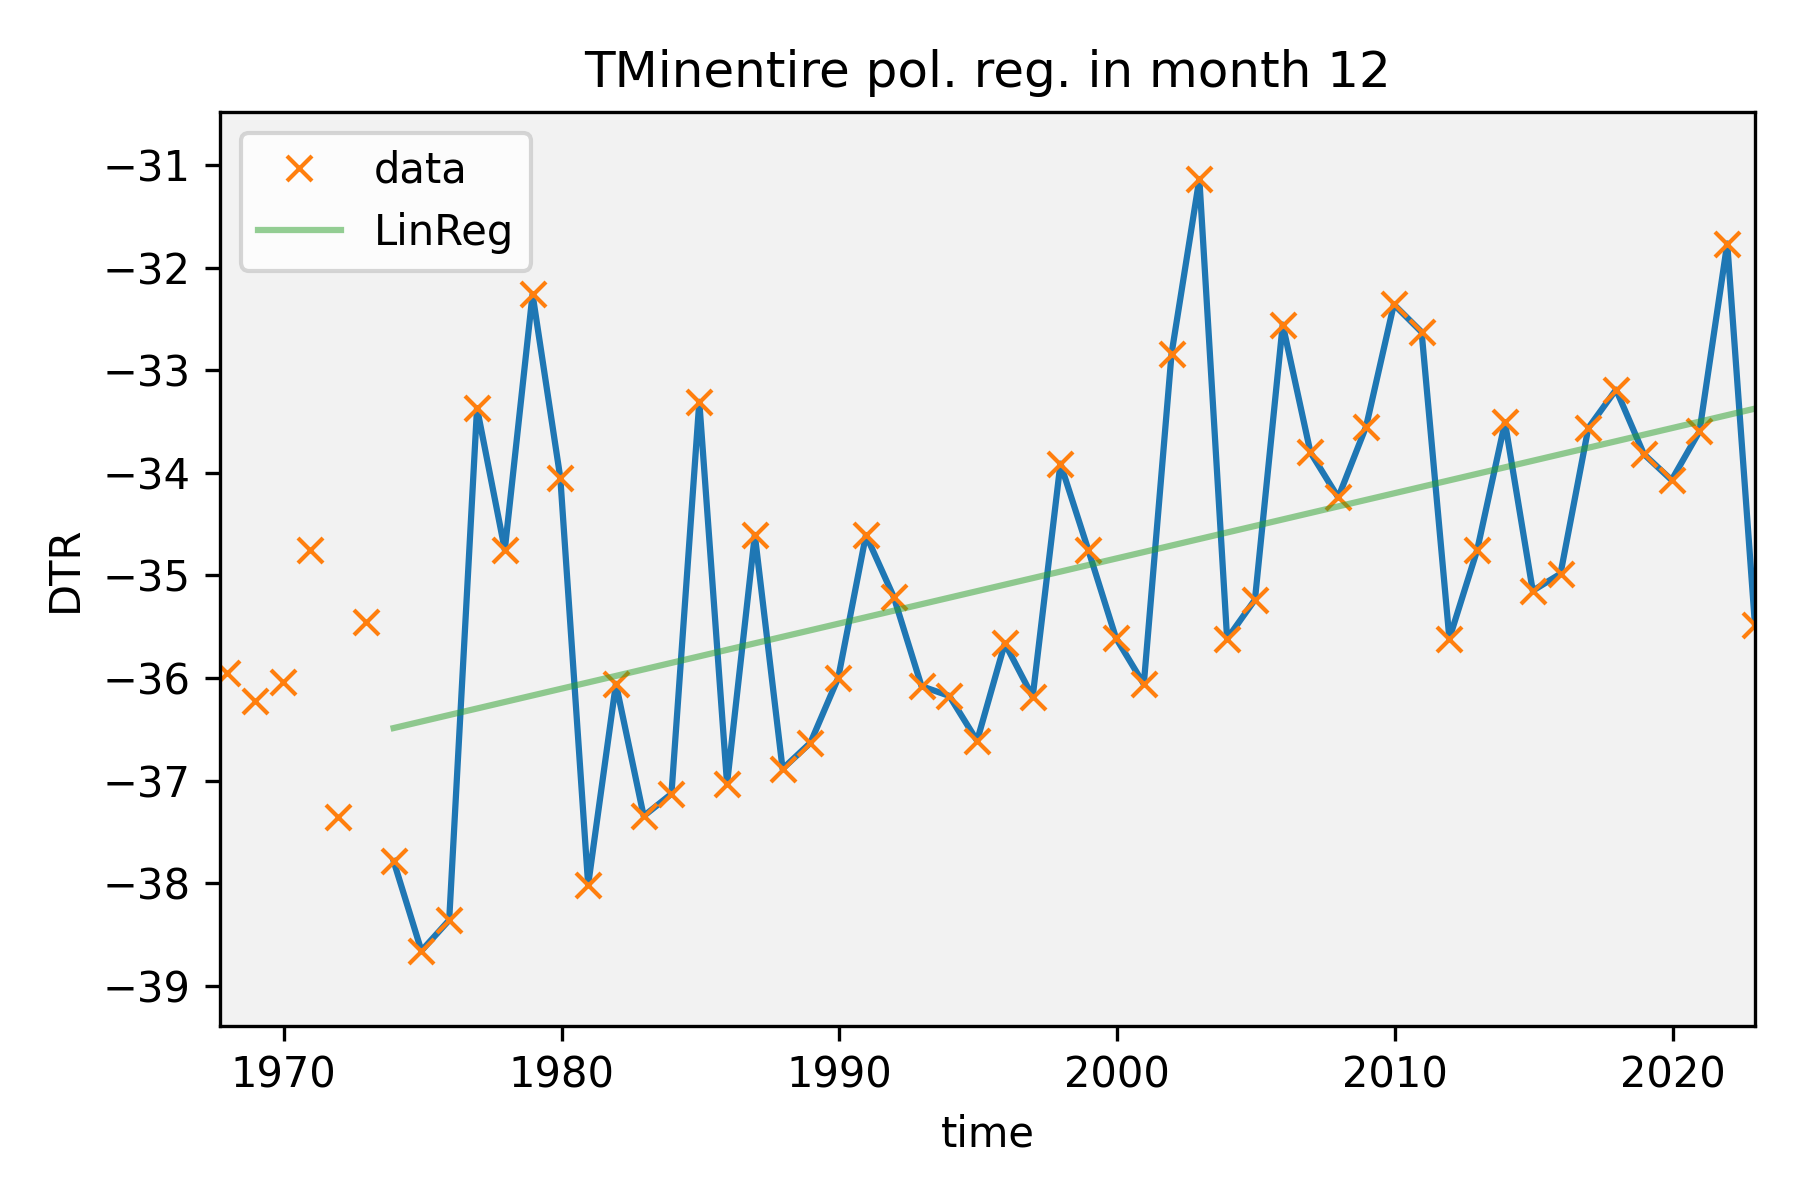 TMinentire pol. reg. in month 12
data
LinReg
−31
−32
−33
−34
−35
−36
−37
−38
−39
DTR
1970 1980 1990 2000 2010 2020
time